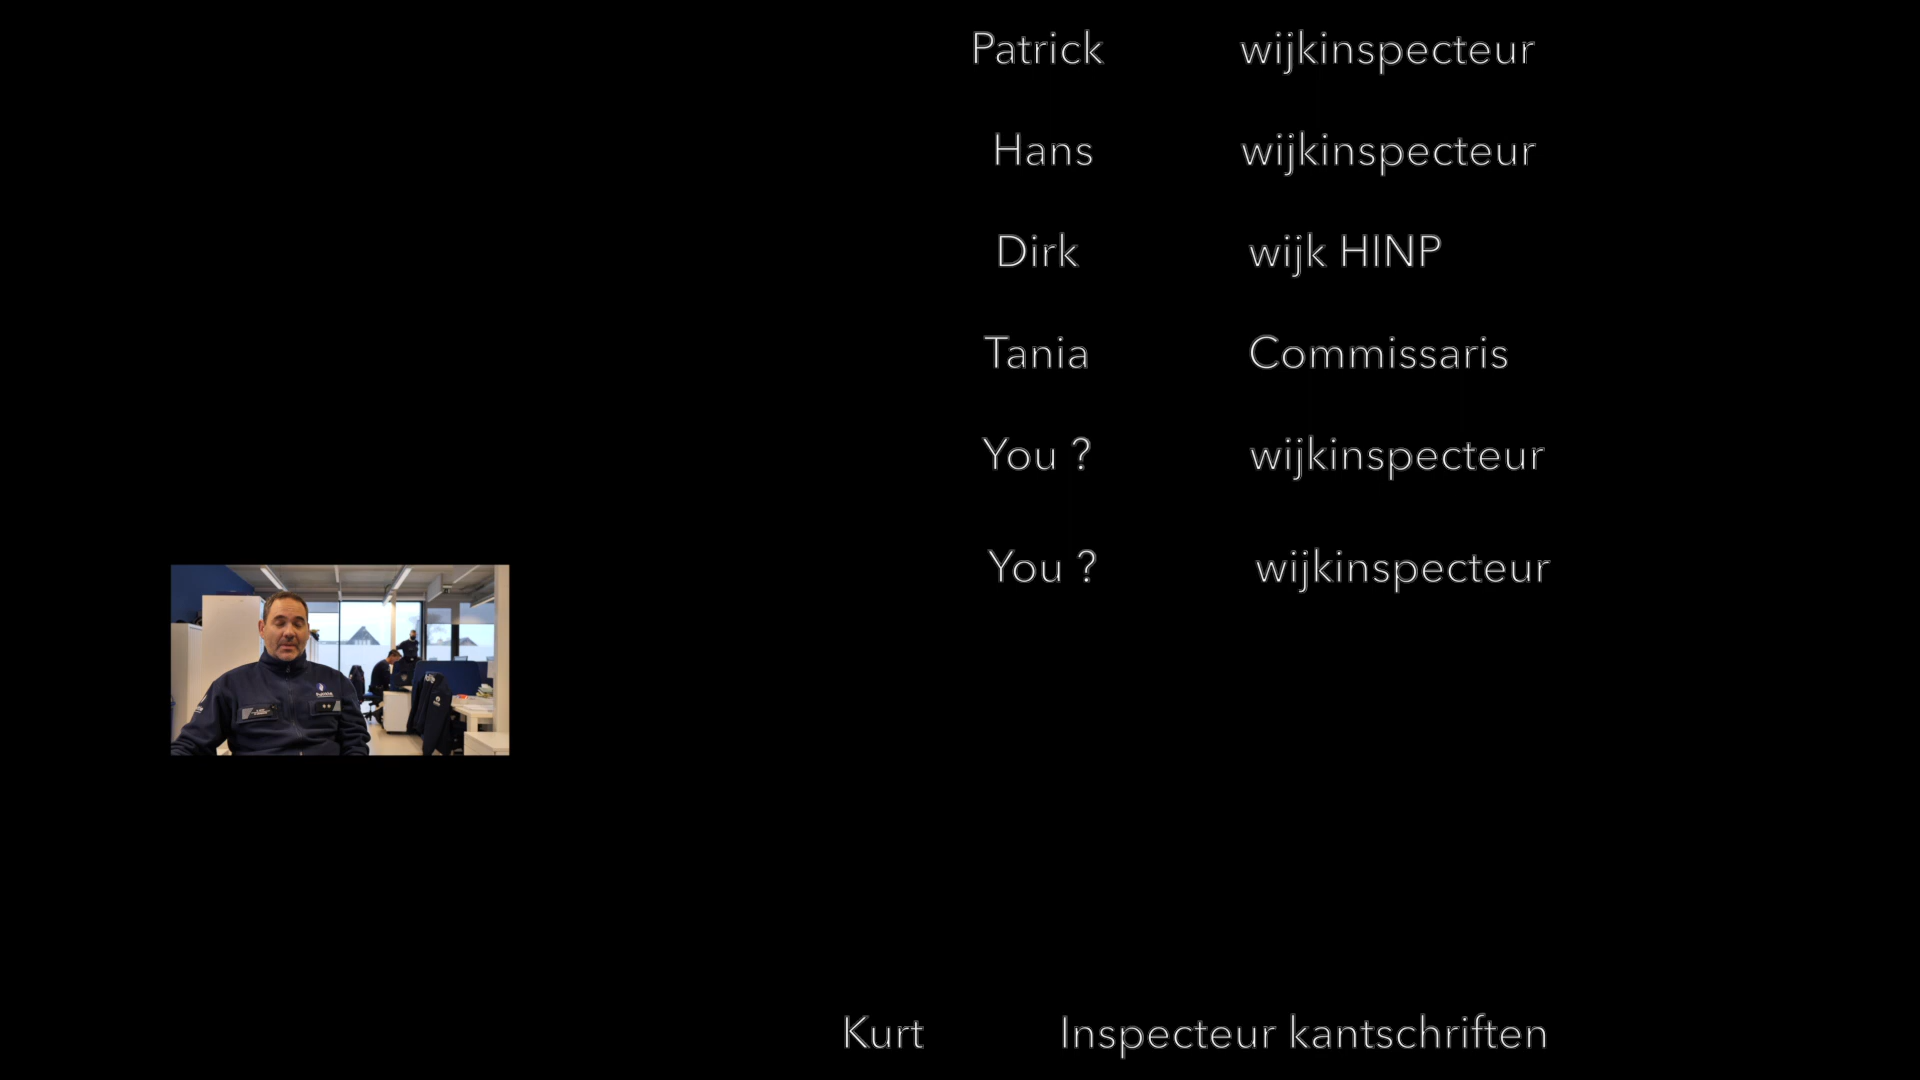 Patrick wijkinspecteur
Hans wijkinspecteur
Dirk wijk HINP
Tania Commissaris
You ? wijkinspecteur
You ? wijkinspecteur
Kurt Inspecteur kantschriften